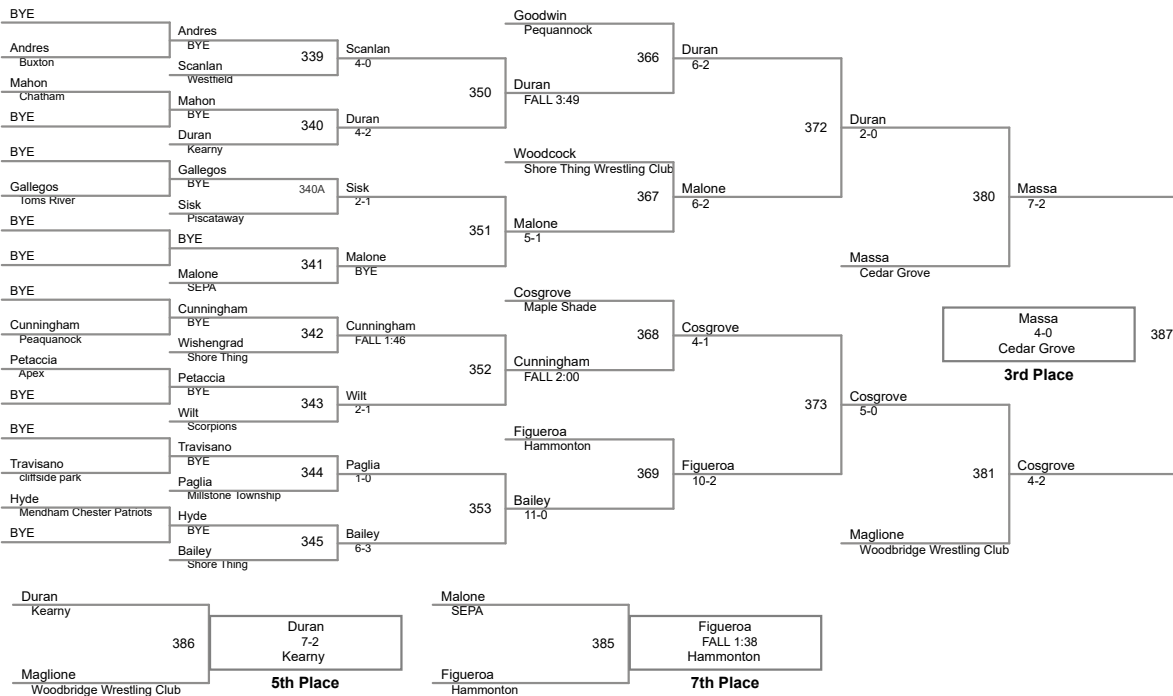 BYE
Andres
Buxton
Mahon
Chatham
BYE
BYE
Gallegos
Toms River
BYE
BYE
BYE
Cunningham
Peaquanock
Petaccia
Apex
BYE
BYE
Travisano
cliffside park
Hyde
Mendham Chester Patriots
BYE
Andres
BYE
339
Scanlan
Westfield
Mahon
BYE
340
Duran
Kearny
Gallegos
BYE
340A
Sisk
Piscataway
BYE
341
Malone
SEPA
Cunningham
BYE
342
Wishengrad
Shore Thing
Petaccia
BYE
343
Wilt
Scorpions
Travisano
BYE
344
Paglia
Millstone Township
Hyde
BYE
345
Bailey
Shore Thing
Scanlan
4-0
350
Duran
4-2
Sisk
2-1
351
Malone
BYE
Cunningham
FALL 1:46
352
Wilt
2-1
Paglia
1-0
353
Bailey
6-3
Goodwin
Pequannock
366
Duran
FALL 3:49
Woodcock
Shore Thing Wrestling Club
367
Malone
5-1
Cosgrove
Maple Shade
368
Cunningham
FALL 2:00
Figueroa
Hammonton
369
Bailey
11-0
Duran
6-2
372
Malone
6-2
Cosgrove
4-1
373
Figueroa
10-2
Duran
2-0
380
Massa
Cedar Grove
Cosgrove
5-0
381
Maglione
Woodbridge Wrestling Club
Massa
7-2
Massa
4-0
Cedar Grove
387
3rd Place
Cosgrove
4-2
Duran
Kearny
386
Maglione
Woodbridge Wrestling Club
Duran
7-2
Kearny
5th Place
Malone
SEPA
385
Figueroa
Hammonton
Figueroa
FALL 1:38
Hammonton
7th Place